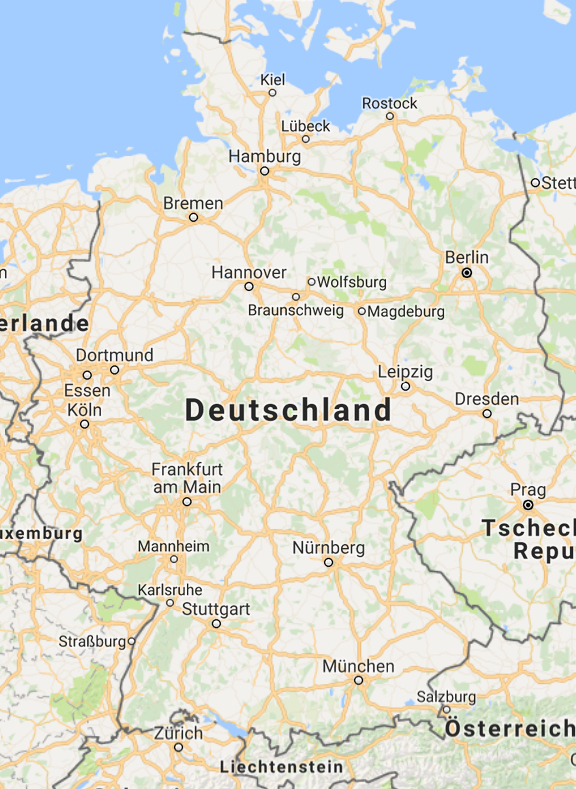 Kiel
Rostock
Lübeck
Hamburg
Stett
Bremen
Berlin
Hannover
Wolfsburg
Braunschweig
Magdeburg
erlande
Dortmund
Essen
Leipzig
Köln
Deutschland
Dresden
Frankfurt
am Main
Prag
Tschech
Repu
uxemburg
Mannheim
Nürnberg
Karlsruhe
Stuttgart
Straßburg
München
Salzburg
Österreich
Zürich
Liechtenstein